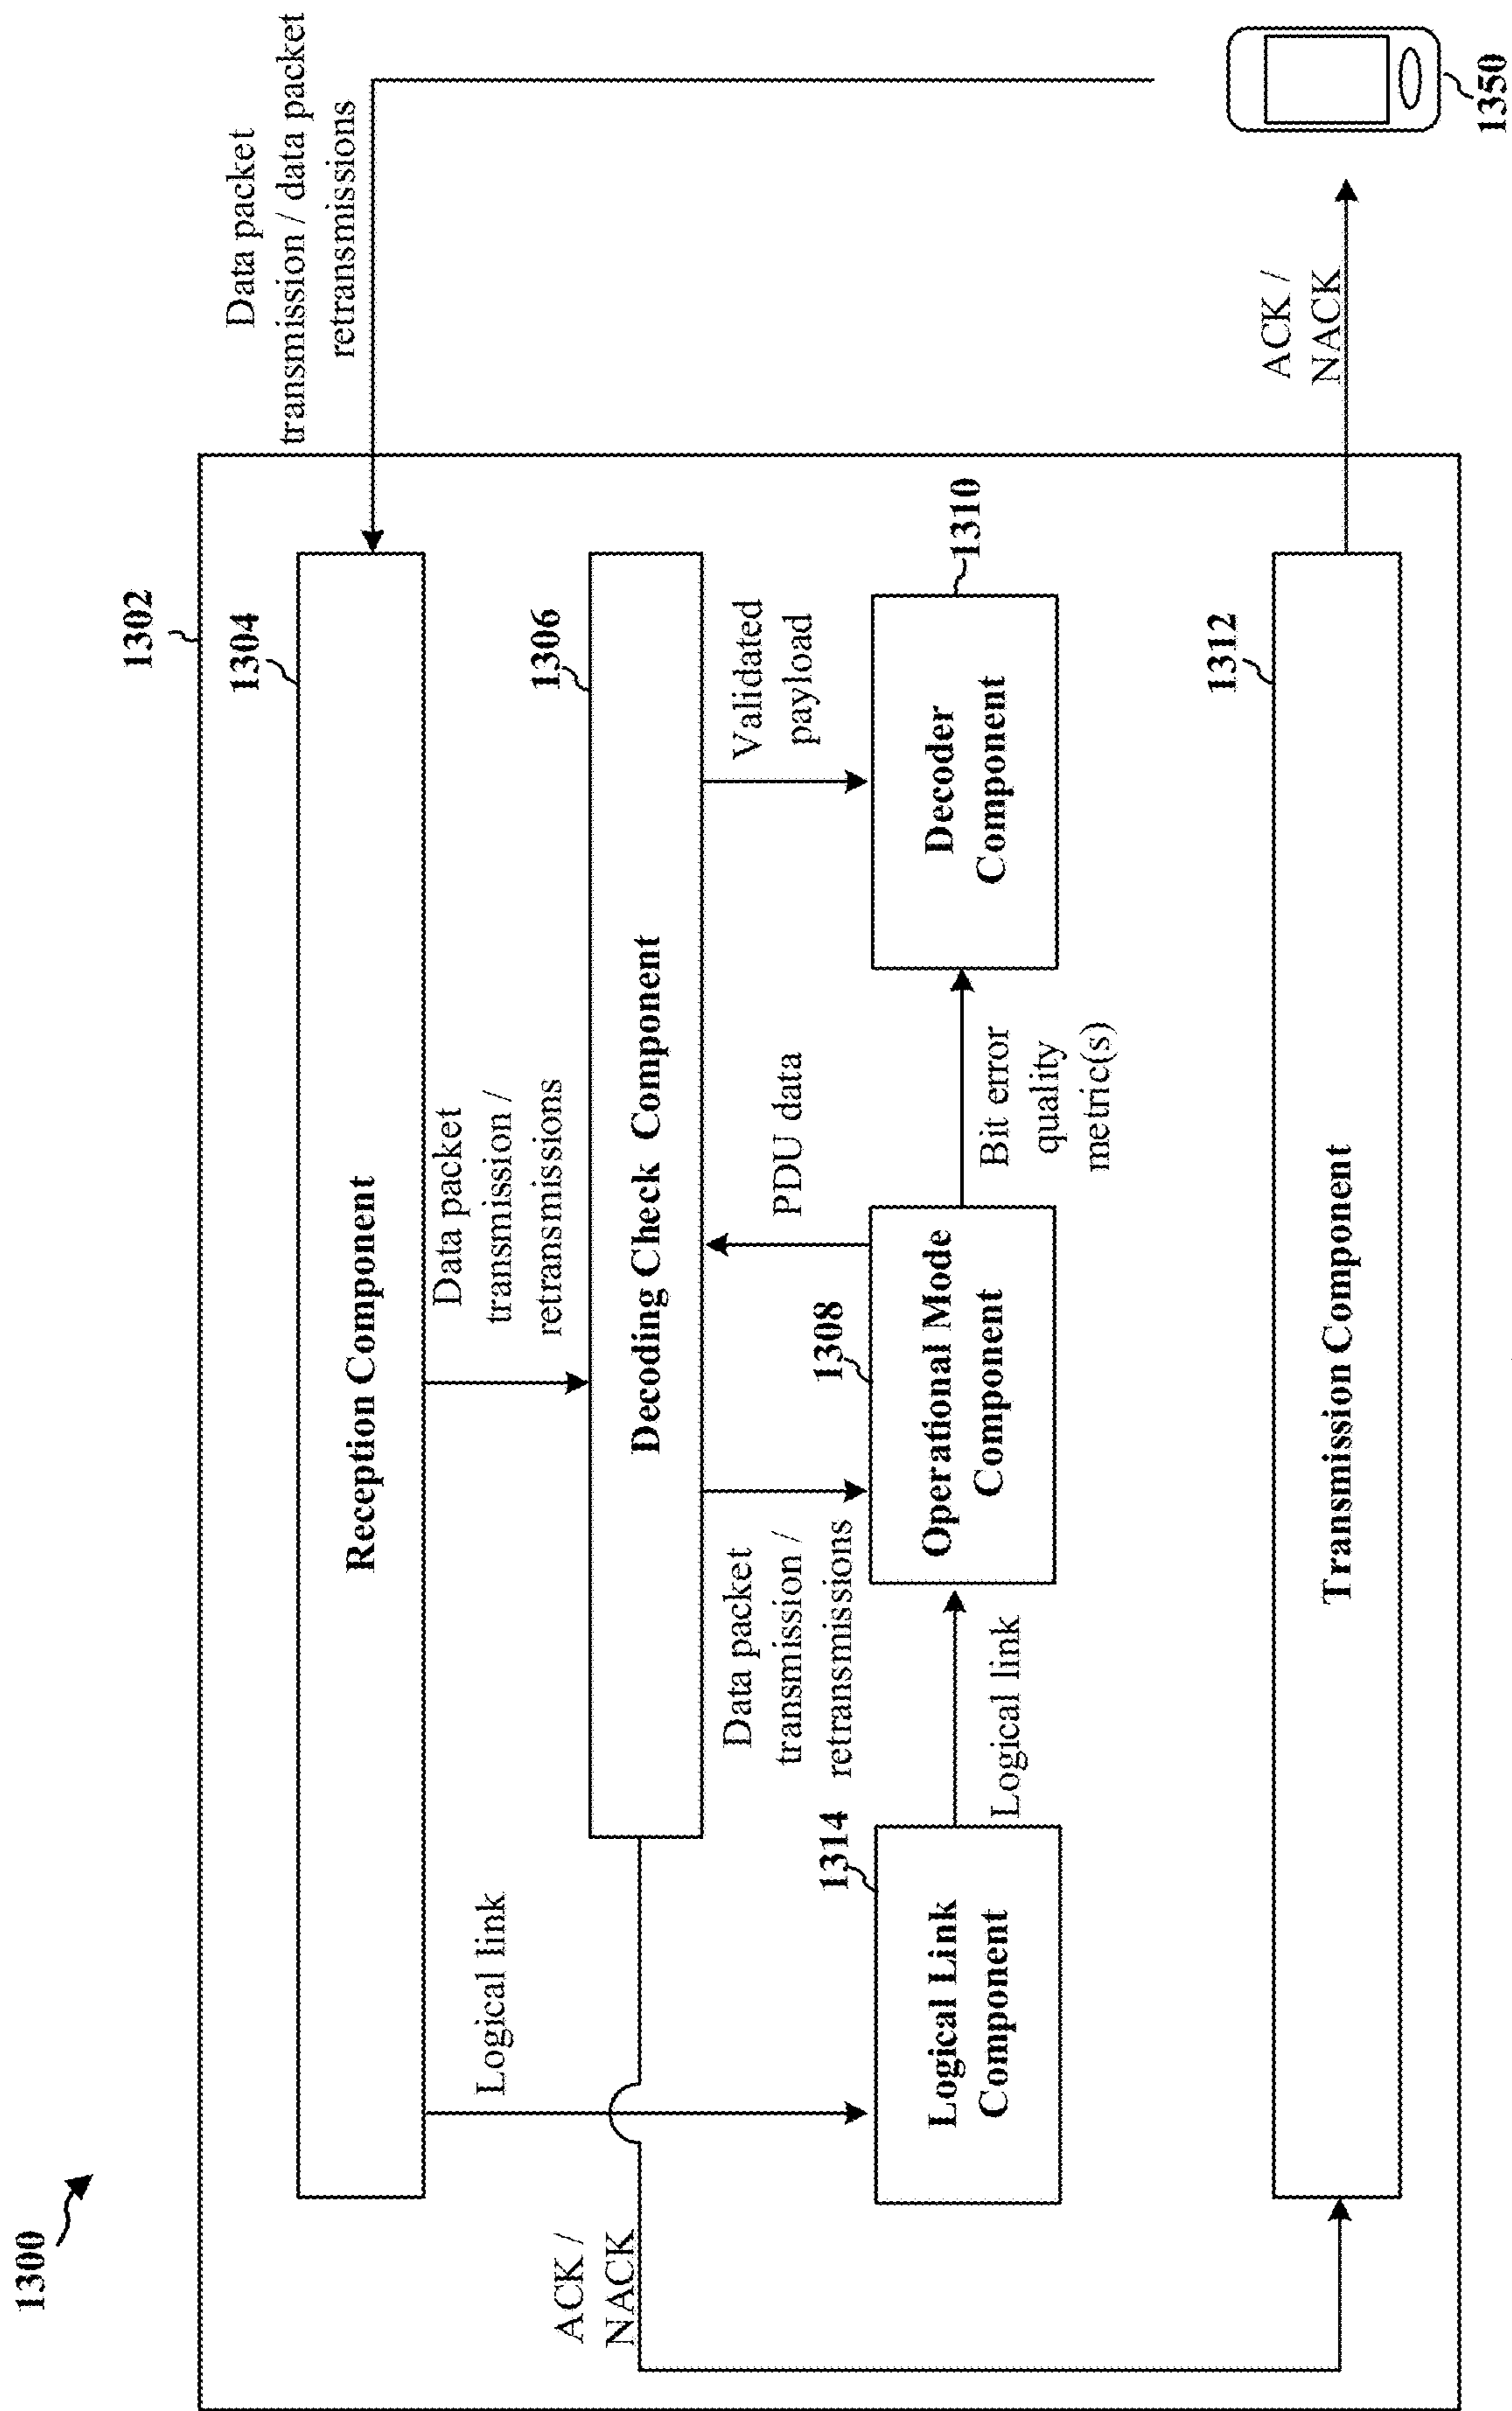 1300
1302
1304
Reception Component
Data packet
transmission / data packet
retransmissions
Logical link
Data packet
transmission /
retransmissions
1306
Decoding Check Component
ACK /
NACK
Data packet
transmission /
retransmissions
PDU data
Validated
payload
1314
Logical Link
Component
Logical link
1308
Operational Mode
Component
Bit error
quality
metric(s)
1310
Decoder
Component
1312
Transmission Component
ACK /
NACK
1350